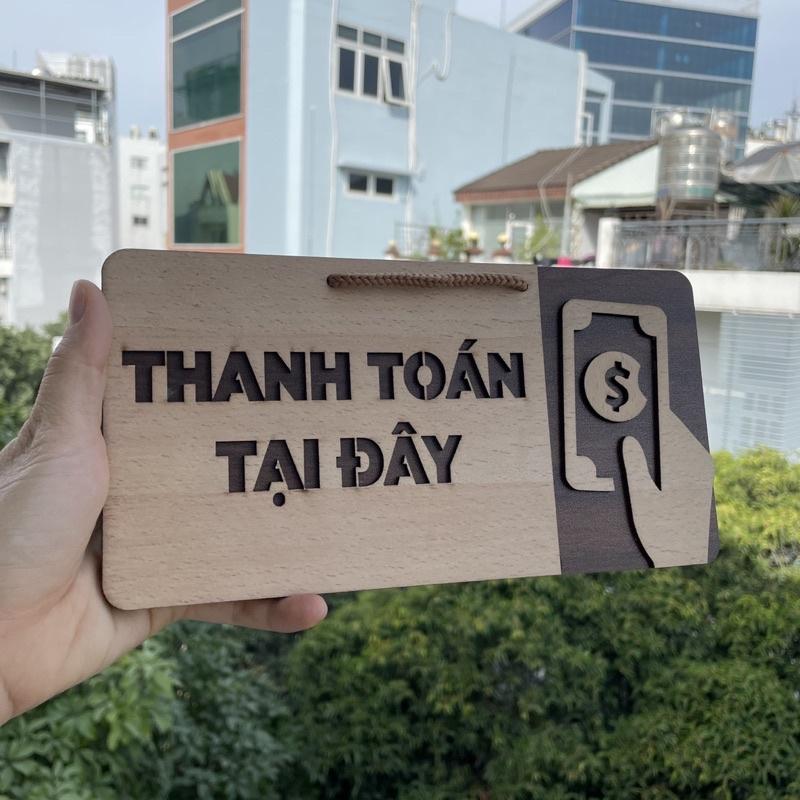 THANH TOÁN
TẠI ĐÂY
$